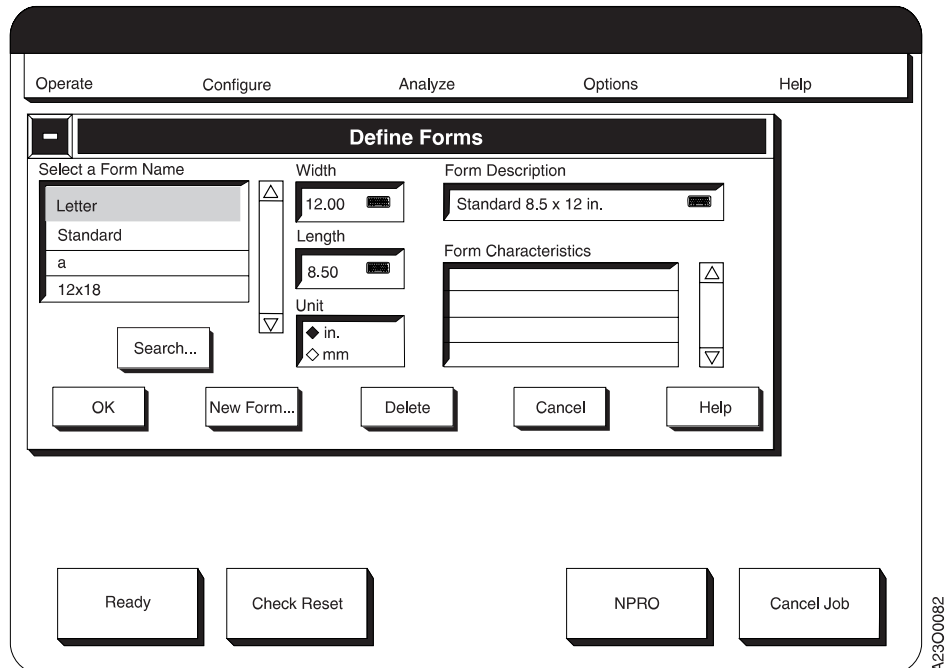 Operate Configure Analyze Options Help
Define Forms
Select a Form Name
Letter
Standard
a
12x18
Search...
Width
12.00
Length
8.50
Unit
in.
mm
Form Description
Standard 8.5 x 12 in.
Form Characteristics
OK New Form... Delete Cancel Help
Ready Check Reset NPRO Cancel Job
A23O0082